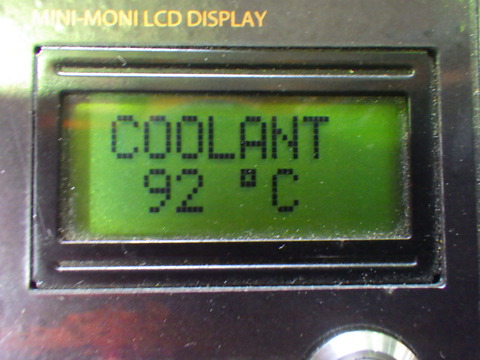 MINI-MONI LCD DISPLAY
COOLANT
92 °C